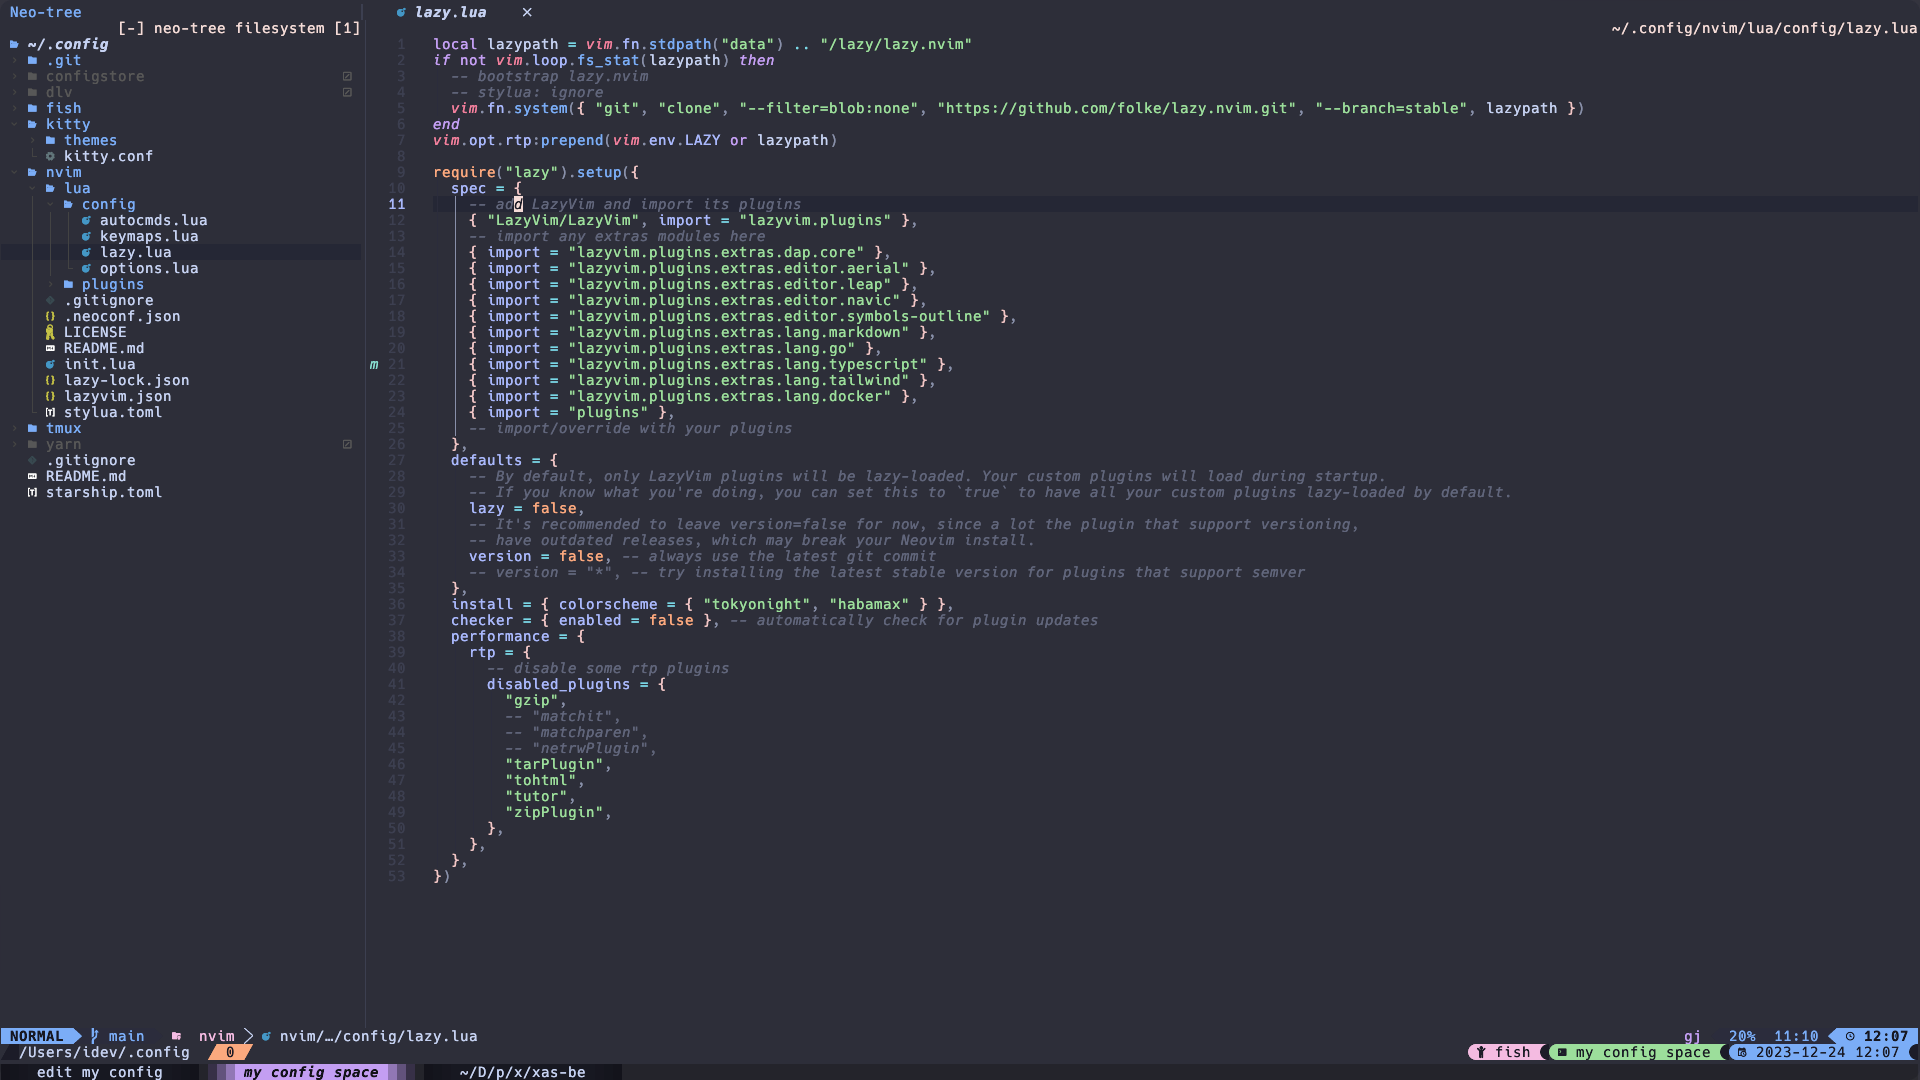 Neo-tree
[-] neo-tree filesystem [1]
~/.config
.git
configstore
dlv
fish
kitty
themes
kitty.conf
nvim
lua
config
autocmds.lua
keymaps.lua
lazy.lua
options.lua
plugins
.gitignore
.neoconf.json
LICENSE
README.md
init.lua
lazy-lock.json
lazyvim.json
stylua.toml
tmux
yarn
.gitignore
README.md
starship.toml
lazy.lua ×
~/.config/nvim/lua/config/lazy.lua
1 local lazypath = vim.fn.stdpath("data") .. "/lazy/lazy.nvim"
2 if not vim.loop.fs_stat(lazypath) then
3 -- bootstrap lazy.nvim
4 -- stylua: ignore
5 vim.fn.system({ "git", "clone", "--filter=blob:none", "https://github.com/folke/lazy.nvim.git", "--branch=stable", lazypath })
6 end
7 vim.opt.rtp:prepend(vim.env.LAZY or lazypath)
8
9 require("lazy").setup({
10 spec = {
11 -- add LazyVim and import its plugins
12 { "LazyVim/LazyVim", import = "lazyvim.plugins" },
13 -- import any extras modules here
14 { import = "lazyvim.plugins.extras.dap.core" },
15 { import = "lazyvim.plugins.extras.editor.aerial" },
16 { import = "lazyvim.plugins.extras.editor.leap" },
17 { import = "lazyvim.plugins.extras.editor.navic" },
18 { import = "lazyvim.plugins.extras.editor.symbols-outline" },
19 { import = "lazyvim.plugins.extras.lang.markdown" },
20 { import = "lazyvim.plugins.extras.lang.go" },
m 21 { import = "lazyvim.plugins.extras.lang.typescript" },
22 { import = "lazyvim.plugins.extras.lang.tailwind" },
23 { import = "lazyvim.plugins.extras.lang.docker" },
24 { import = "plugins" },
25 -- import/override with your plugins
26 },
27 defaults = {
28 -- By default, only LazyVim plugins will be lazy-loaded. Your custom plugins will load during startup.
29 -- If you know what you're doing, you can set this to `true` to have all your custom plugins lazy-loaded by default.
30 lazy = false,
31 -- It's recommended to leave version=false for now, since a lot the plugin that support versioning,
32 -- have outdated releases, which may break your Neovim install.
33 version = false, -- always use the latest git commit
34 -- version = "*", -- try installing the latest stable version for plugins that support semver
35 },
36 install = { colorscheme = { "tokyonight", "habamax" } },
37 checker = { enabled = false }, -- automatically check for plugin updates
38 performance = {
39 rtp = {
40 -- disable some rtp plugins
41 disabled_plugins = {
42 "gzip",
43 -- "matchit",
44 -- "matchparen",
45 -- "netrwPlugin",
46 "tarPlugin",
47 "tohtml",
48 "tutor",
49 "zipPlugin",
50 },
51 },
52 },
53 })
NORMAL main nvim nvim/…/config/lazy.lua gj 20% 11:10 12:07
/Users/idev/.config 0 fish my config space 2023-12-24 12:07
edit my config my config space ~/D/p/x/xas-be